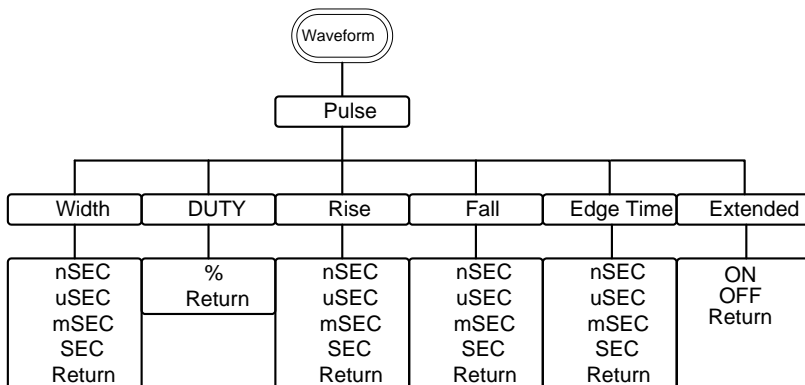 Waveform
Pulse
Width
DUTY
Rise
Fall
Edge Time
Extended
nSEC
uSEC
mSEC
SEC
Return
%
Return
nSEC
uSEC
mSEC
SEC
Return
nSEC
uSEC
mSEC
SEC
Return
nSEC
uSEC
mSEC
SEC
Return
ON
OFF
Return